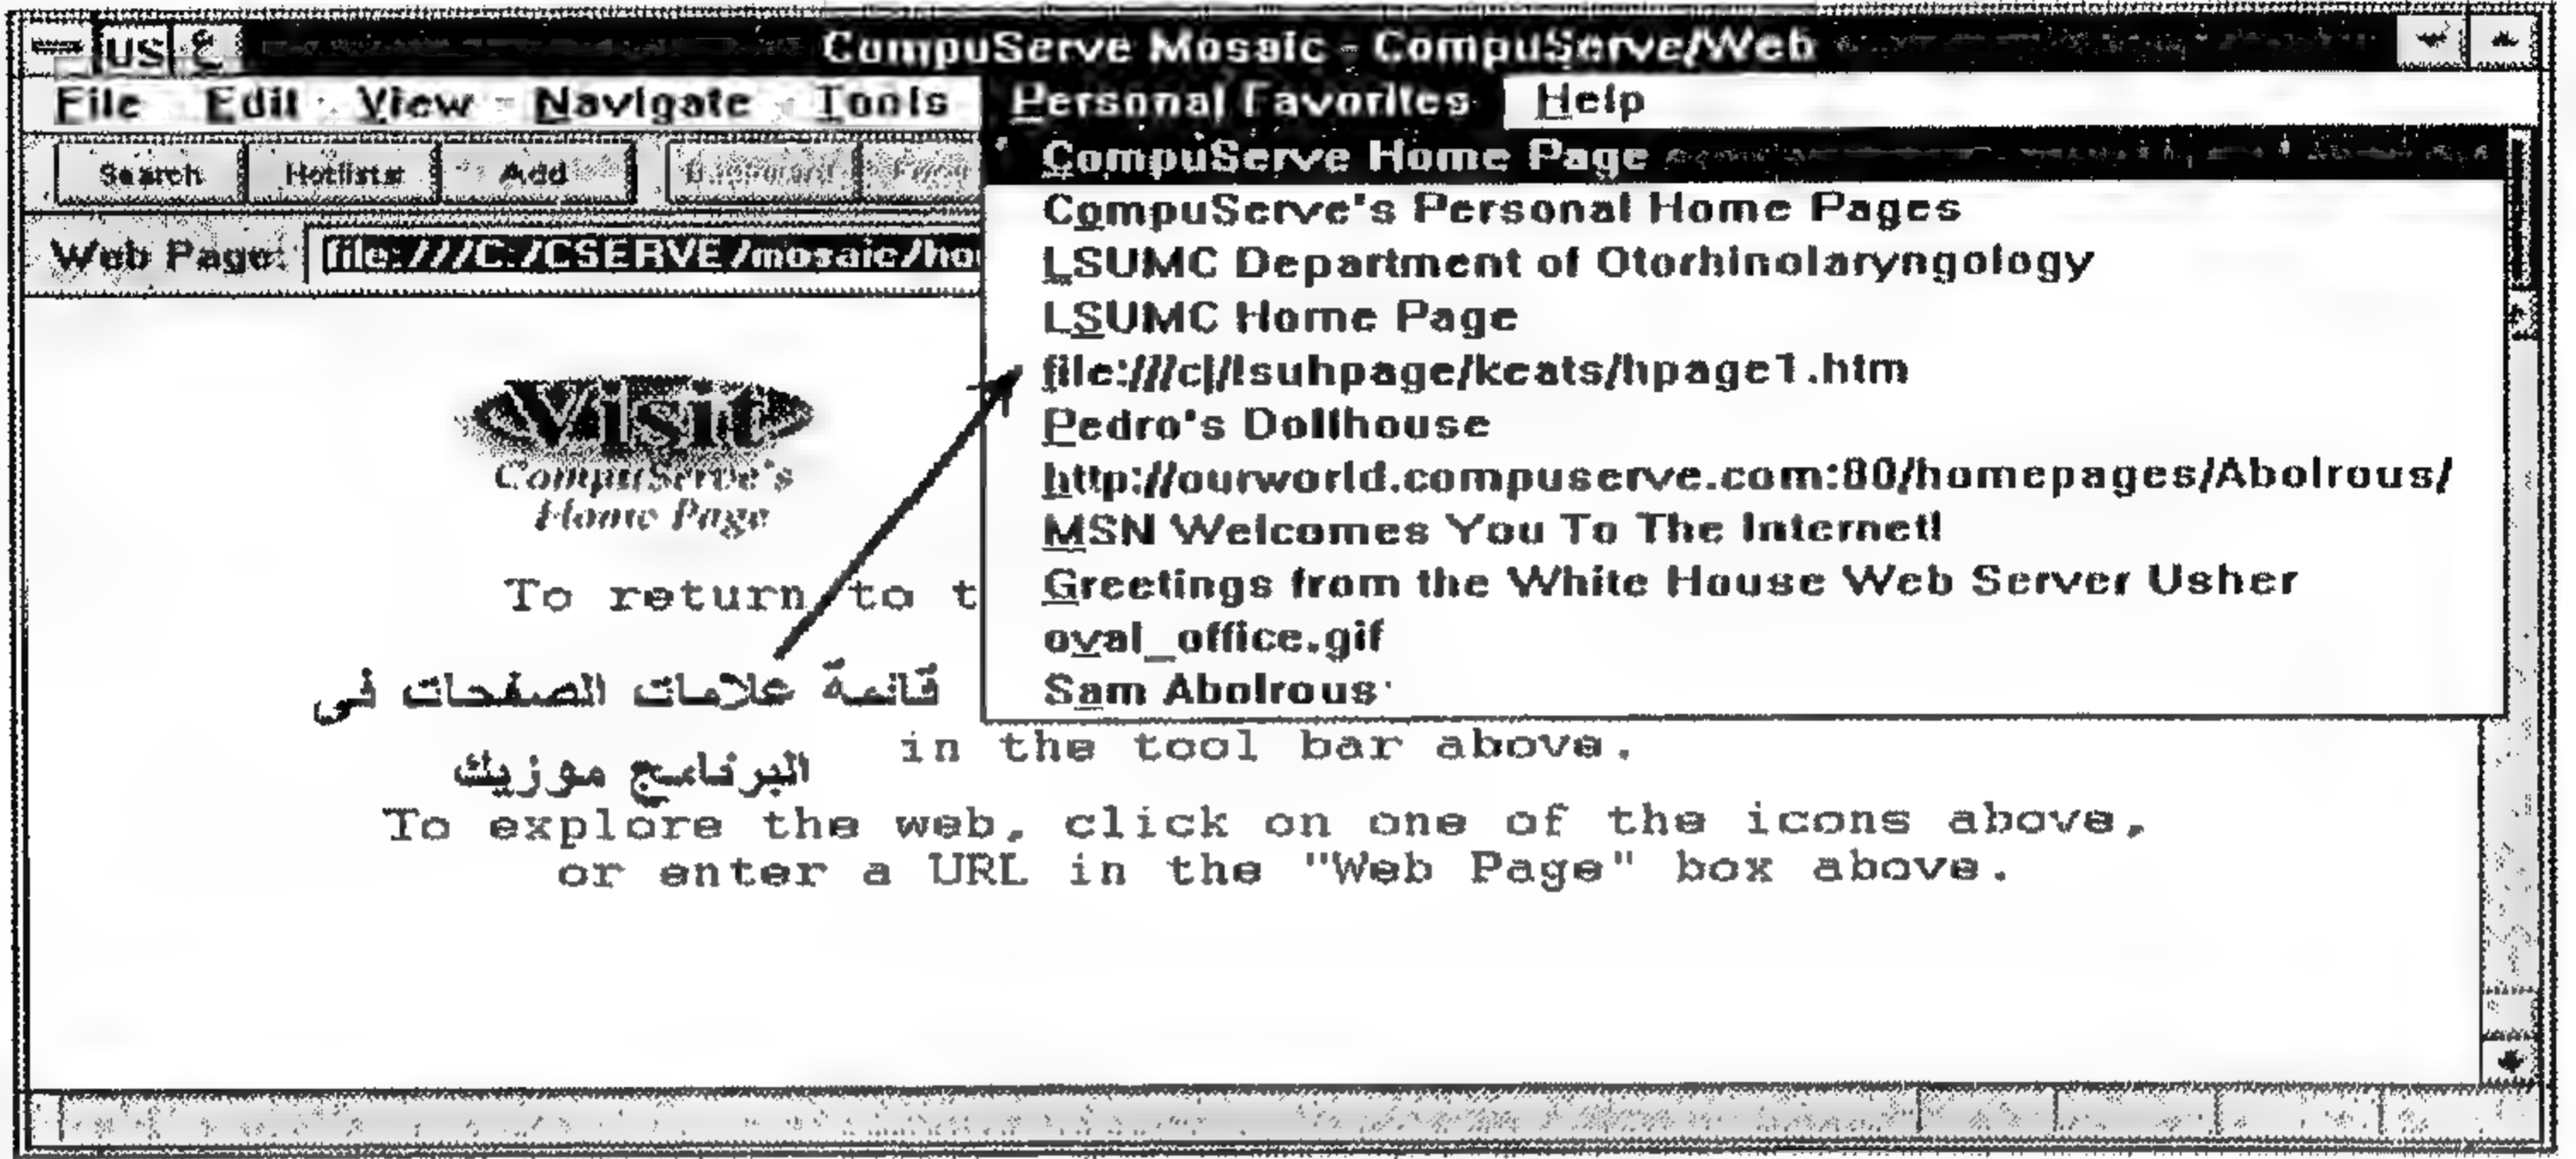 US ع CompuServe Mosaic - CompuServe/Web
File Edit View Navigate Tools Personal Favorites Help
Search Hotlists Add
CompuServe Home Page
CompuServe's Personal Home Pages
Web Page: file:///C:/CSERVE/mosaic/ho
LSUMC Department of Otorhinolaryngology
LSUMC Home Page
file:///c|/lsuhpage/keats/hpage1.htm
Pedro's Dollhouse
http://ourworld.compuserve.com:80/homepages/Abolrous/
MSN Welcomes You To The Internet!
Greetings from the White House Web Server Usher
oval_office.gif
Sam Abolrous
Visit
CompuServe's
Home Page
To return to t
قائمة علامات الصفحات فى
البرنامج موزيك
in the tool bar above.
To explore the web, click on one of the icons above,
or enter a URL in the "Web Page" box above.